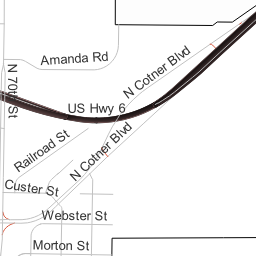 Amanda Rd
N Cotner Blvd
N 70th St
US Hwy 6
Railroad St
N Cotner Blvd
Custer St
Webster St
Morton St